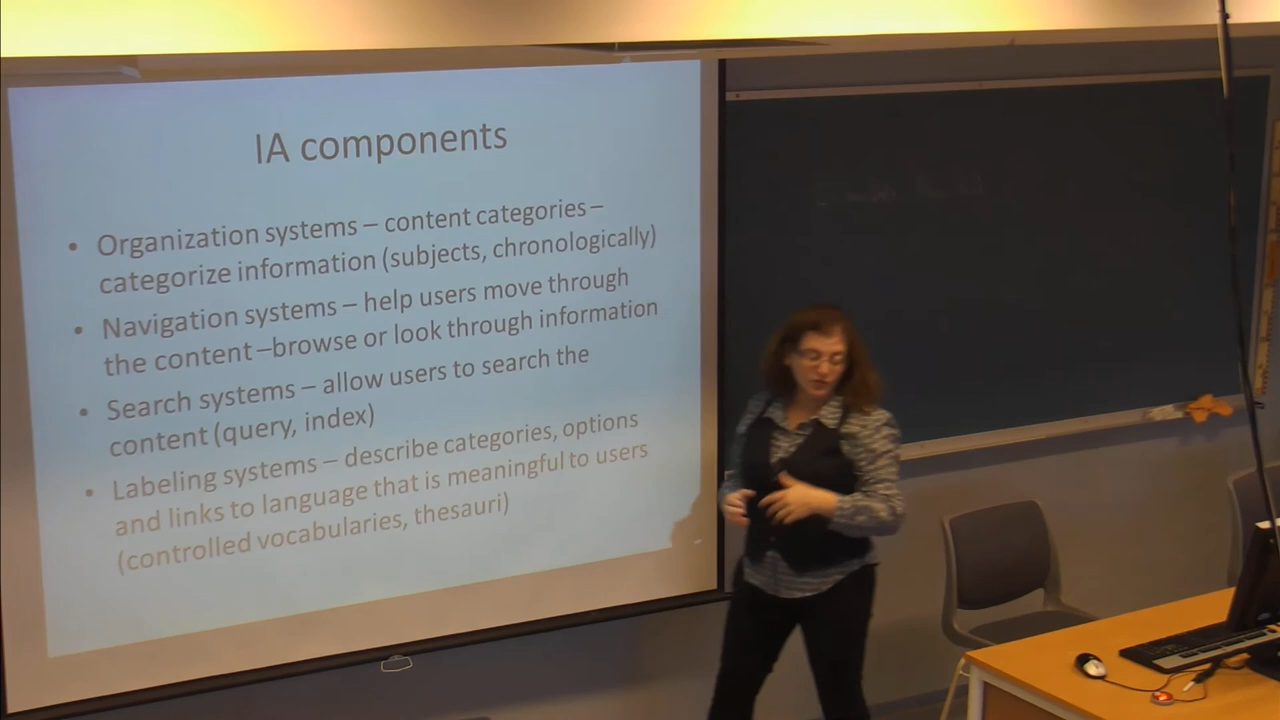 IA components
• Organization systems – content categories –
categorize information (subjects, chronologically)
• Navigation systems – help users move through
the content –browse or look through information
• Search systems – allow users to search the
content (query, index)
• Labeling systems – describe categories, options
and links to language that is meaningful to users
(controlled vocabularies, thesauri)